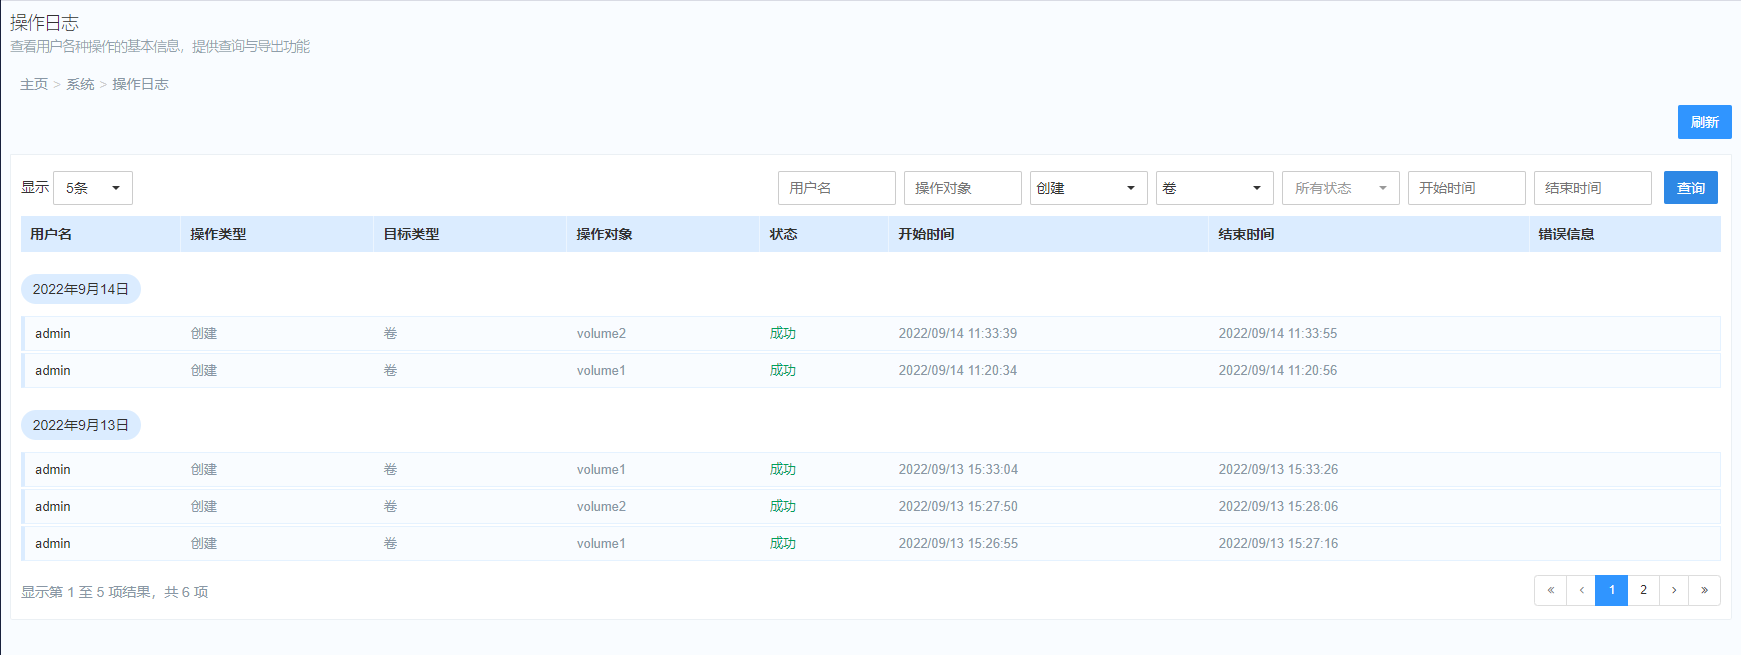 操作日志
查看用户各种操作的基本信息，提供查询与导出功能
主页 > 系统 > 操作日志
刷新
显示 5条 用户名 操作对象 创建 卷 所有状态 开始时间 结束时间 查询
用户名 操作类型 目标类型 操作对象 状态 开始时间 结束时间 错误信息
2022年9月14日
admin 创建 卷 volume2 成功 2022/09/14 11:33:39 2022/09/14 11:33:55
admin 创建 卷 volume1 成功 2022/09/14 11:20:34 2022/09/14 11:20:56
2022年9月13日
admin 创建 卷 volume1 成功 2022/09/13 15:33:04 2022/09/13 15:33:26
admin 创建 卷 volume2 成功 2022/09/13 15:27:50 2022/09/13 15:28:06
admin 创建 卷 volume1 成功 2022/09/13 15:26:55 2022/09/13 15:27:16
显示第 1 至 5 项结果，共 6 项 « ‹ 1 2 › »